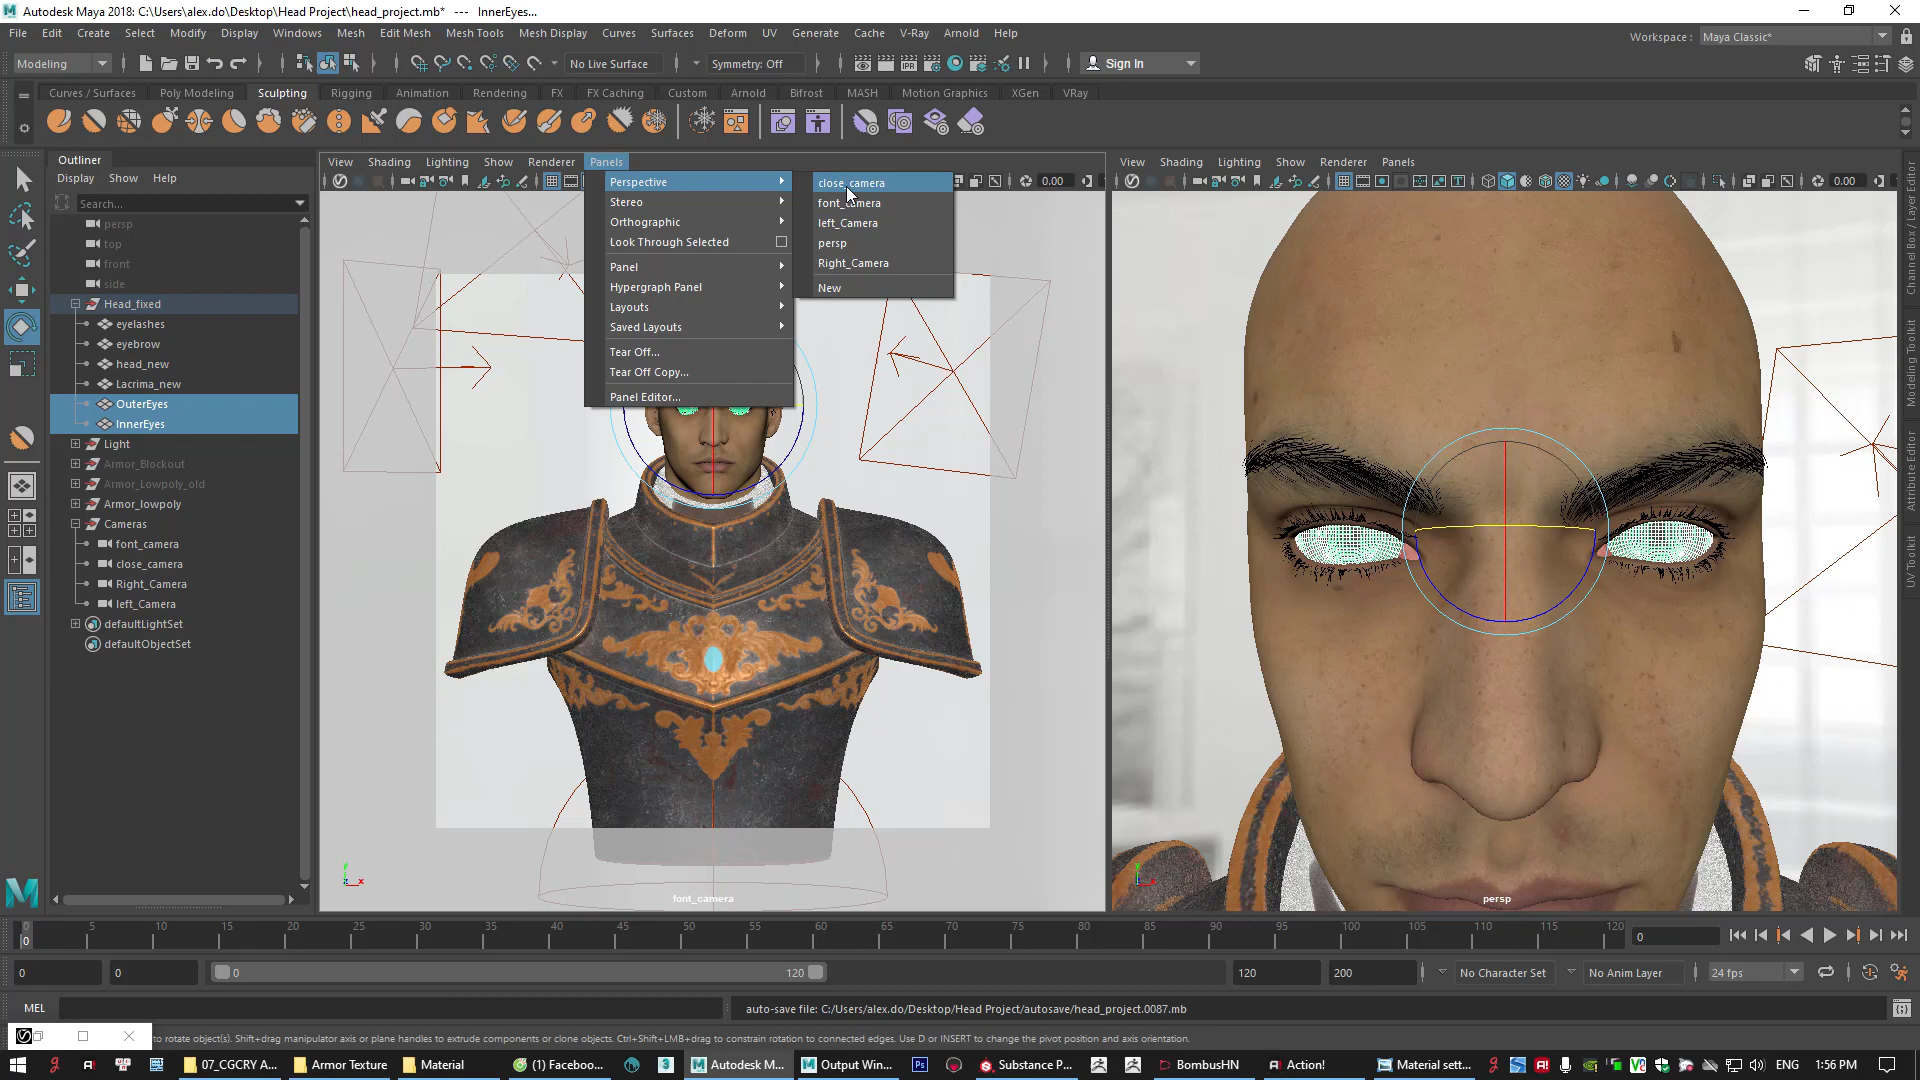 Autodesk Maya 2018: C:\Users\alex.do\Desktop\Head Project\head_project.mb* --- InnerEyes...
File Edit Create Select Modify Display Windows Mesh Edit Mesh Mesh Tools Mesh Display Curves Surfaces Deform UV Generate Cache V-Ray Arnold Help
Workspace : Maya Classic*
Modeling No Live Surface Symmetry: Off Sign In
Curves / Surfaces Poly Modeling Sculpting Rigging Animation Rendering FX FX Caching Custom Arnold Bifrost MASH Motion Graphics XGen VRay
Outliner
Display Show Help
Search...
persp
top
front
side
Head_fixed
eyelashes
eyebrow
head_new
Lacrima_new
OuterEyes
InnerEyes
Light
Armor_Blockout
Armor_Lowpoly_old
Armor_lowpoly
Cameras
font_camera
close_camera
Right_Camera
left_Camera
defaultLightSet
defaultObjectSet
View Shading Lighting Show Renderer Panels
0.00
Perspective
Stereo
Orthographic
Look Through Selected
Panel
Hypergraph Panel
Layouts
Saved Layouts
Tear Off...
Tear Off Copy...
Panel Editor...
close_camera
font_camera
left_Camera
persp
Right_Camera
New
font_camera
View Shading Lighting Show Renderer Panels
0.00
persp
Channel Box / Layer Editor
Modeling Toolkit
Attribute Editor
UV Toolkit
0 5 10 15 20 25 30 35 40 45 50 55 60 65 70 75 80 85 90 95 100 105 110 115 120
0
0
0 0 0 120 120 200 No Character Set No Anim Layer 24 fps
MEL
auto-save file: C:/Users/alex.do/Desktop/Head Project/autosave/head_project.0087.mb
to rotate object(s). Shift+drag manipulator axis or plane handles to extrude components or clone objects. Ctrl+Shift+LMB+drag to constrain rotation to connected edges. Use D or INSERT to change the pivot position and axis orientation.
07_CGCRY A... Armor Texture Material (1) Faceboo... Autodesk M... Output Win... Substance P... BombusHN Action! Material sett... ENG 1:56 PM